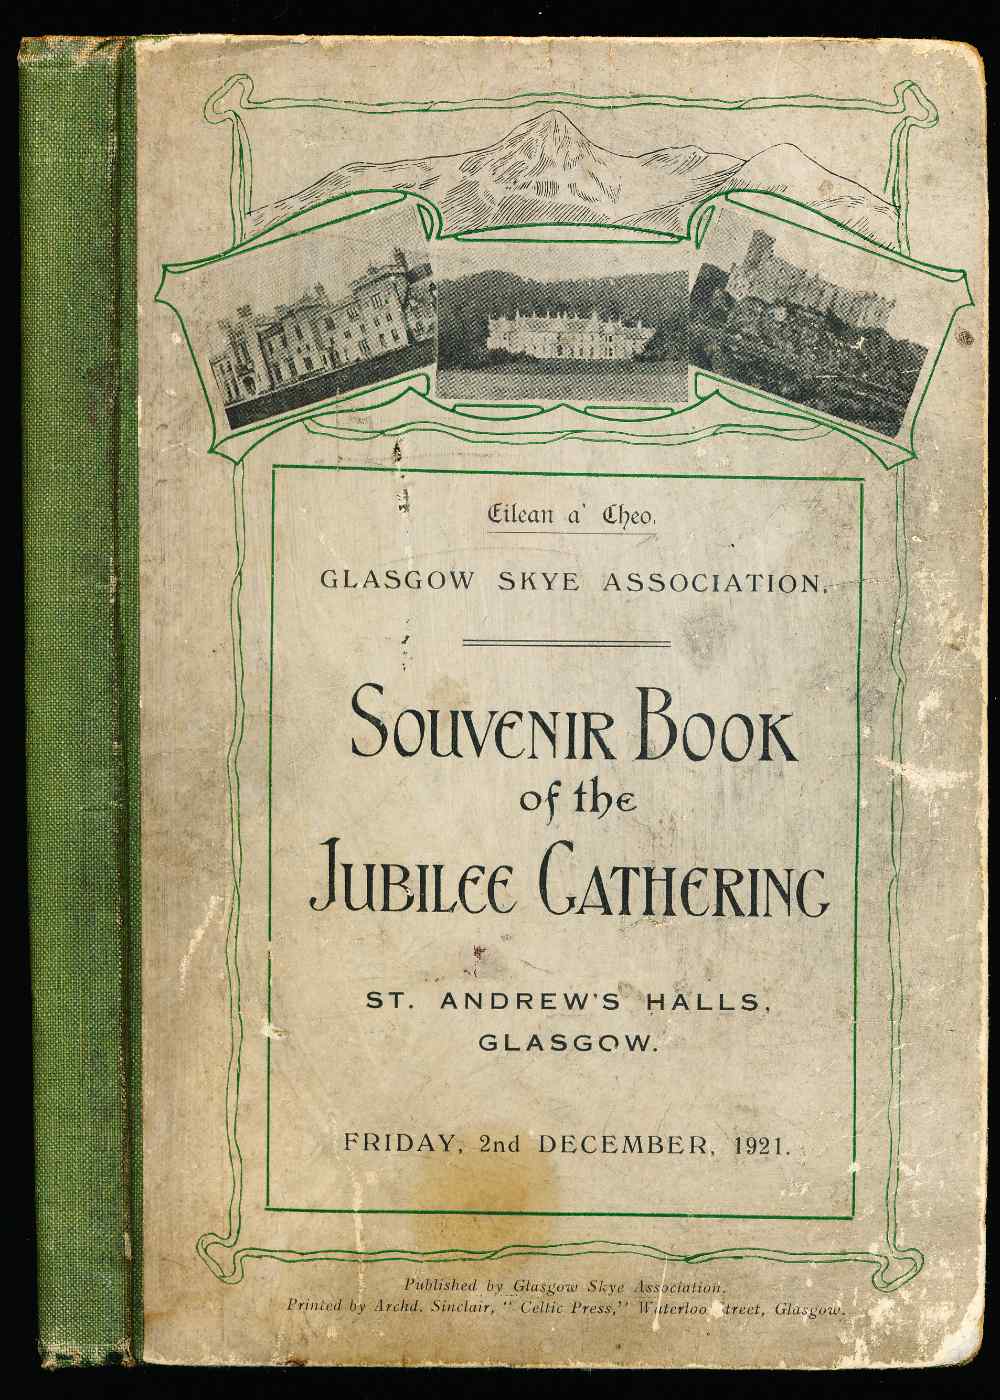 Eilean a' Cheo.
GLASGOW SKYE ASSOCIATION.
SOUVENIR BOOK
of the
JUBILEE GATHERING
ST. ANDREW'S HALLS,
GLASGOW.
FRIDAY, 2nd DECEMBER, 1921.
Published by Glasgow Skye Association.
Printed by Archd. Sinclair, "Celtic Press," Waterloo treet, Glasgow.